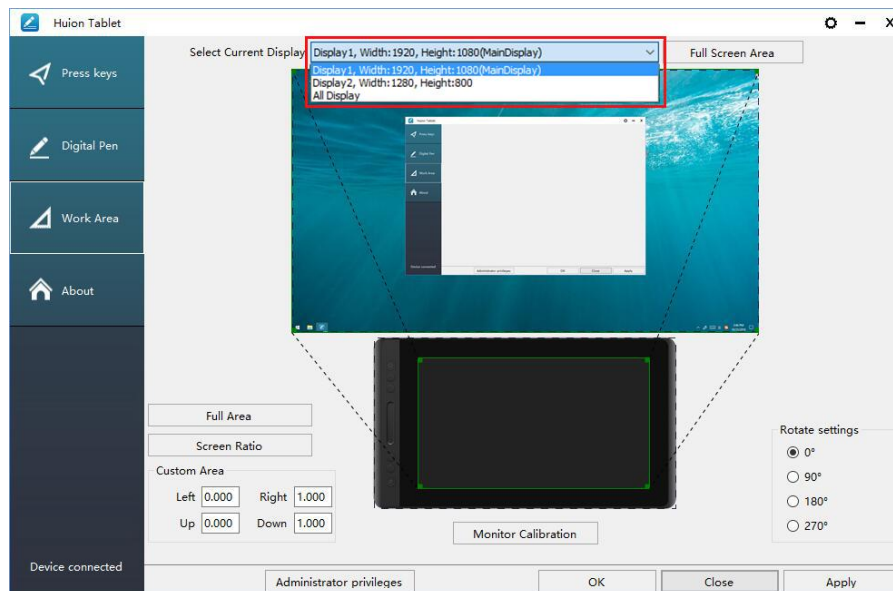 Huion Tablet
Press keys
Digital Pen
Work Area
About
Device connected
Select Current Display
Display1, Width:1920, Height:1080(MainDisplay)
Full Screen Area
Display1, Width:1920, Height:1080(MainDisplay)
Display2, Width:1280, Height:800
All Display
Full Area
Screen Ratio
Custom Area
Left 0.000 Right 1.000
Up 0.000 Down 1.000
Monitor Calibration
Rotate settings
0°
90°
180°
270°
Administrator privileges
OK
Close
Apply